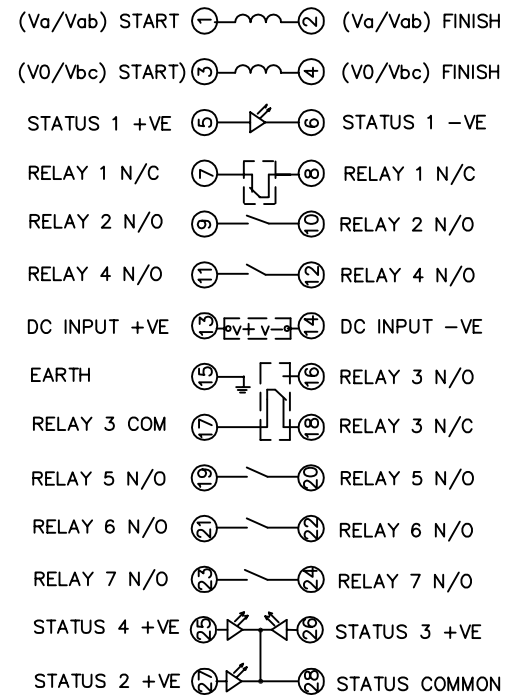 (Va/Vab) START 1 2 (Va/Vab) FINISH
(V0/Vbc) START) 3 4 (V0/Vbc) FINISH
STATUS 1 +VE 5 6 STATUS 1 −VE
RELAY 1 N/C 7 8 RELAY 1 N/C
RELAY 2 N/O 9 10 RELAY 2 N/O
RELAY 4 N/O 11 12 RELAY 4 N/O
DC INPUT +VE 13 V+ V− 14 DC INPUT −VE
EARTH 15 16 RELAY 3 N/O
RELAY 3 COM 17 18 RELAY 3 N/C
RELAY 5 N/O 19 20 RELAY 5 N/O
RELAY 6 N/O 21 22 RELAY 6 N/O
RELAY 7 N/O 23 24 RELAY 7 N/O
STATUS 4 +VE 25 26 STATUS 3 +VE
STATUS 2 +VE 27 28 STATUS COMMON